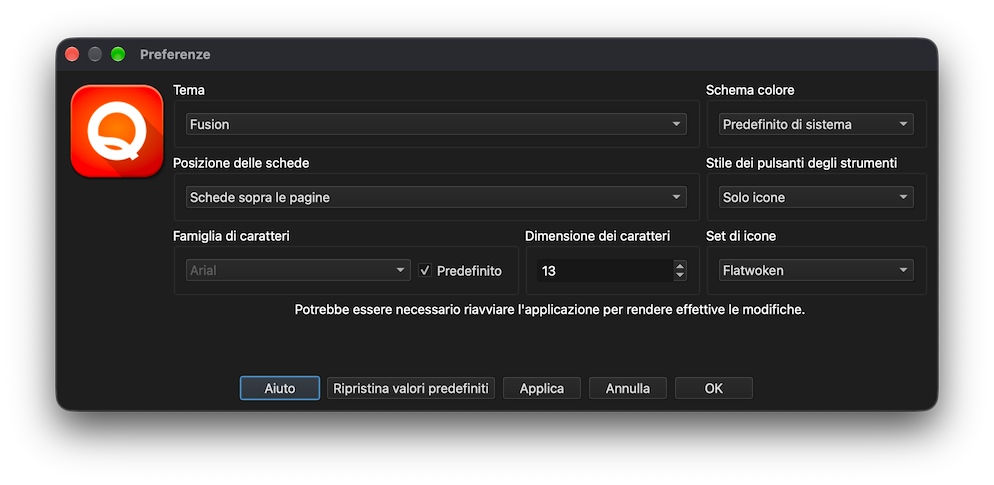 Preferenze
Tema
Schema colore
Fusion
Predefinito di sistema
Posizione delle schede
Stile dei pulsanti degli strumenti
Schede sopra le pagine
Solo icone
Famiglia di caratteri
Dimensione dei caratteri
Set di icone
Arial
Predefinito
13
Flatwoken
Potrebbe essere necessario riavviare l'applicazione per rendere effettive le modifiche.
Aiuto
Ripristina valori predefiniti
Applica
Annulla
OK